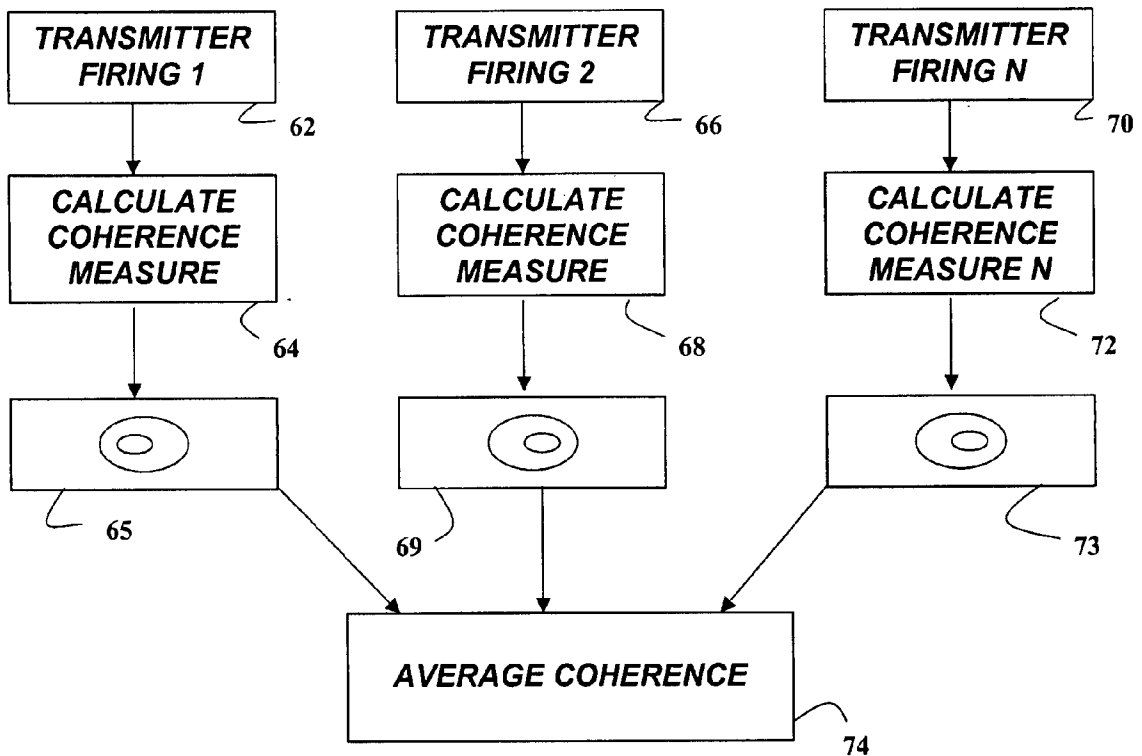 TRANSMITTER
FIRING 1
TRANSMITTER
FIRING 2
TRANSMITTER
FIRING N
62
66
70
CALCULATE
COHERENCE
MEASURE
CALCULATE
COHERENCE
MEASURE
CALCULATE
COHERENCE
MEASURE N
64
68
72
65
69
73
AVERAGE COHERENCE
74